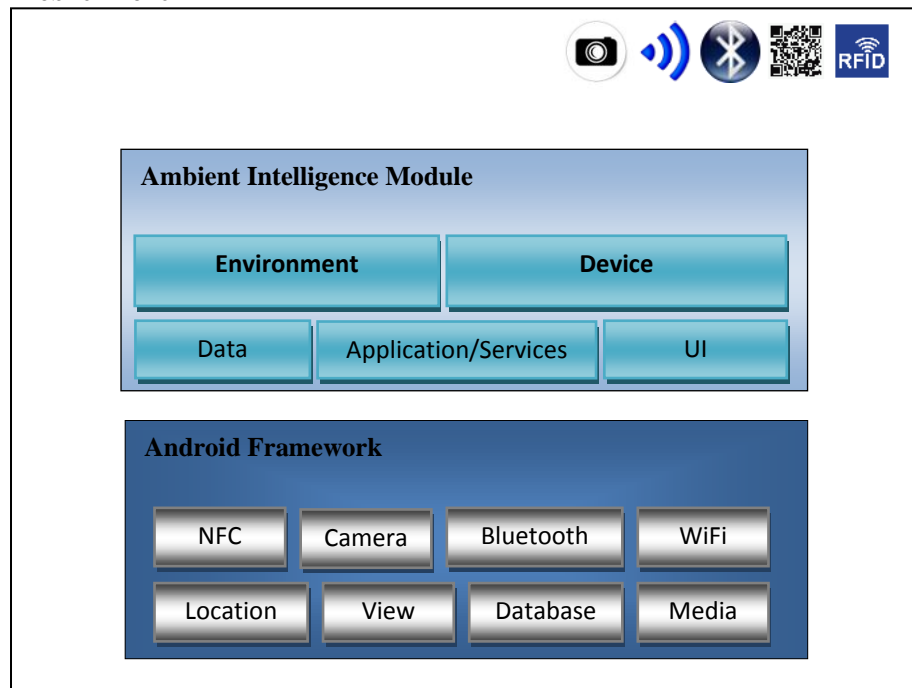 RFID
Ambient Intelligence Module
Environment Device
Data Application/Services UI
Android Framework
NFC Camera Bluetooth WiFi
Location View Database Media